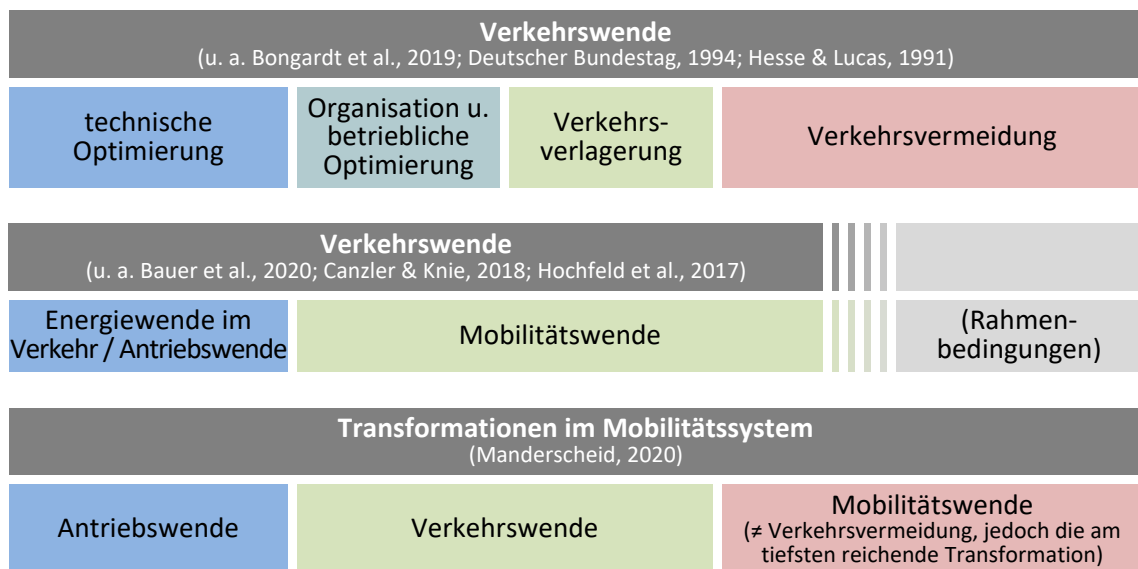 Verkehrswende
(u. a. Bongardt et al., 2019; Deutscher Bundestag, 1994; Hesse & Lucas, 1991)
technische
Optimierung
Organisation u.
betriebliche
Optimierung
Verkehrs-
verlagerung
Verkehrsvermeidung
Verkehrswende
(u. a. Bauer et al., 2020; Canzler & Knie, 2018; Hochfeld et al., 2017)
Energiewende im
Verkehr / Antriebswende
Mobilitätswende
(Rahmen-
bedingungen)
Transformationen im Mobilitätssystem
(Manderscheid, 2020)
Antriebswende
Verkehrswende
Mobilitätswende
(≠ Verkehrsvermeidung, jedoch die am
tiefsten reichende Transformation)